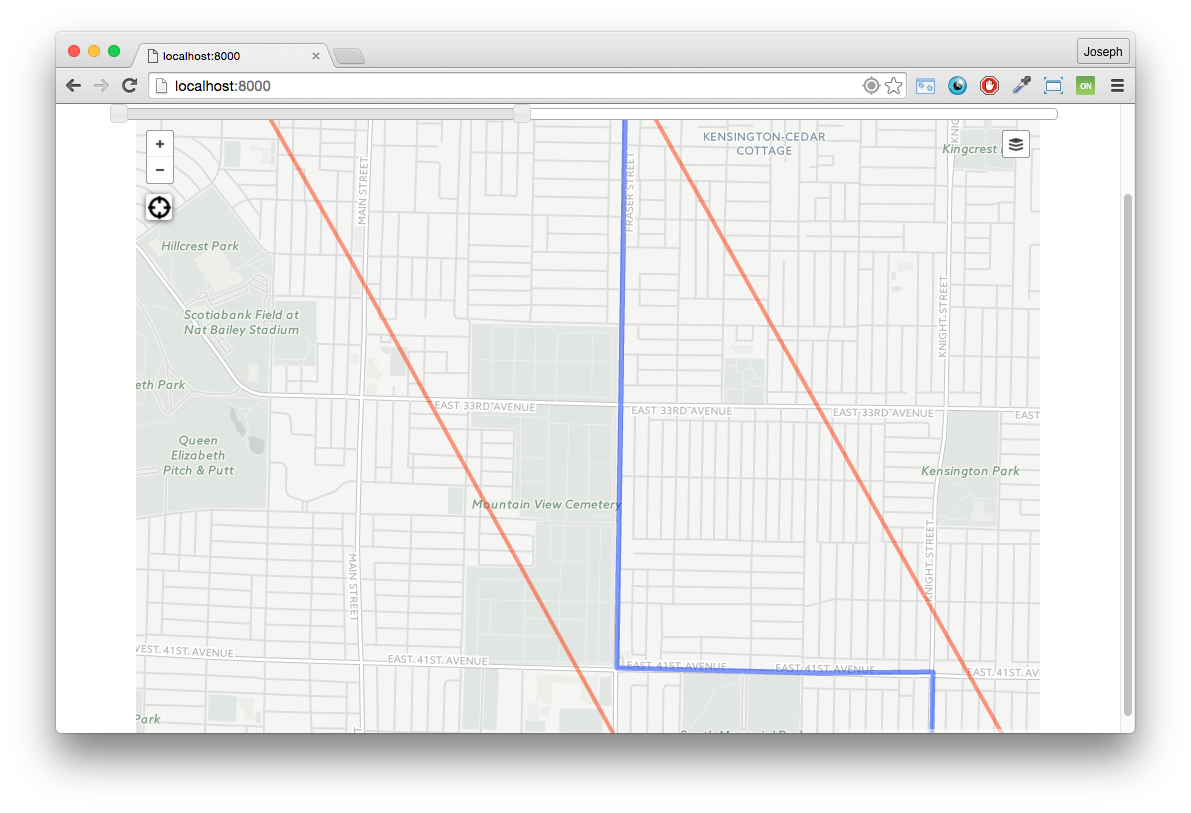 localhost:8000
Joseph
localhost:8000
ON
+
−
KENSINGTON-CEDAR
COTTAGE
KNIG
Kingcrest
MAIN STREET
FRASER STREET
Hillcrest Park
Scotiabank Field at
Nat Bailey Stadium
KNIGHT STREET
eth Park
EAST 33RD AVENUE
EAST 33RD AVENUE
EAST 33RD AVENUE
EAST
Queen
Elizabeth
Pitch & Putt
Kensington Park
Mountain View Cemetery
MAIN STREET
KNIGHT STREET
WEST 41ST AVENUE
EAST 41ST AVENUE
EAST 41ST AVENUE
EAST 41ST AVENUE
EAST 41ST AV
Park